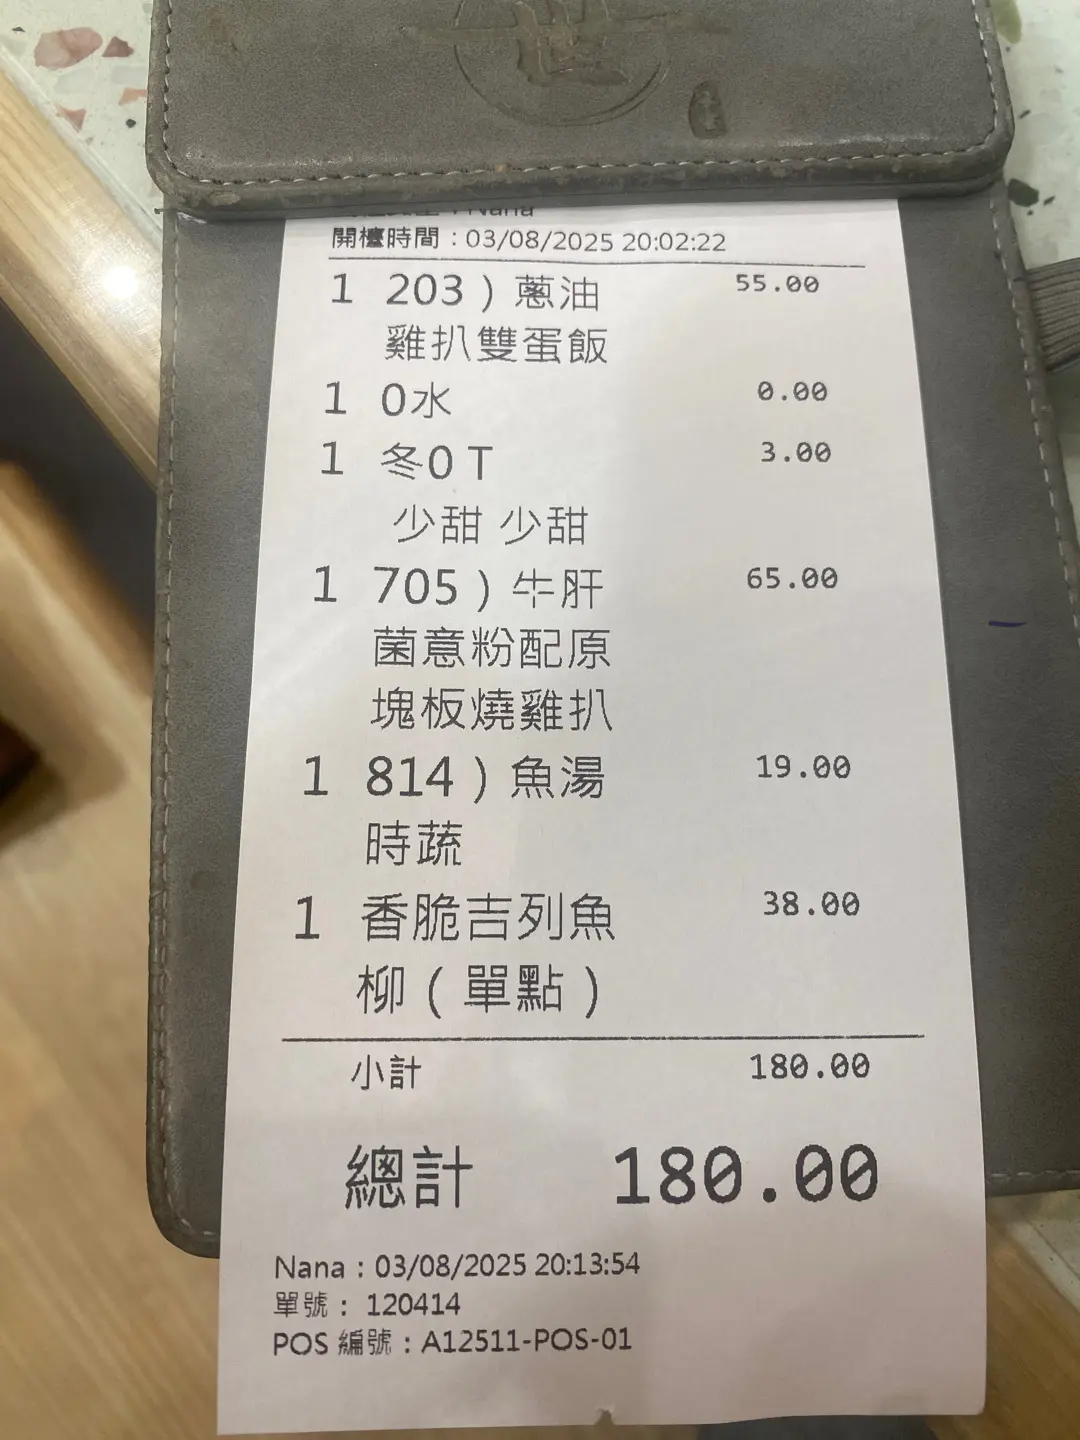 世
Nana
開檯時間：03/08/2025 20:02:22
1 203）蔥油 55.00
雞扒雙蛋飯
1 0水 0.00
1 冬0T 3.00
少甜 少甜
1 705）牛肝 65.00
菌意粉配原
塊板燒雞扒
1 814）魚湯 19.00
時蔬
1 香脆吉列魚 38.00
柳（單點）
小計 180.00
總計 180.00
Nana：03/08/2025 20:13:54
單號： 120414
POS 編號：A12511-POS-01